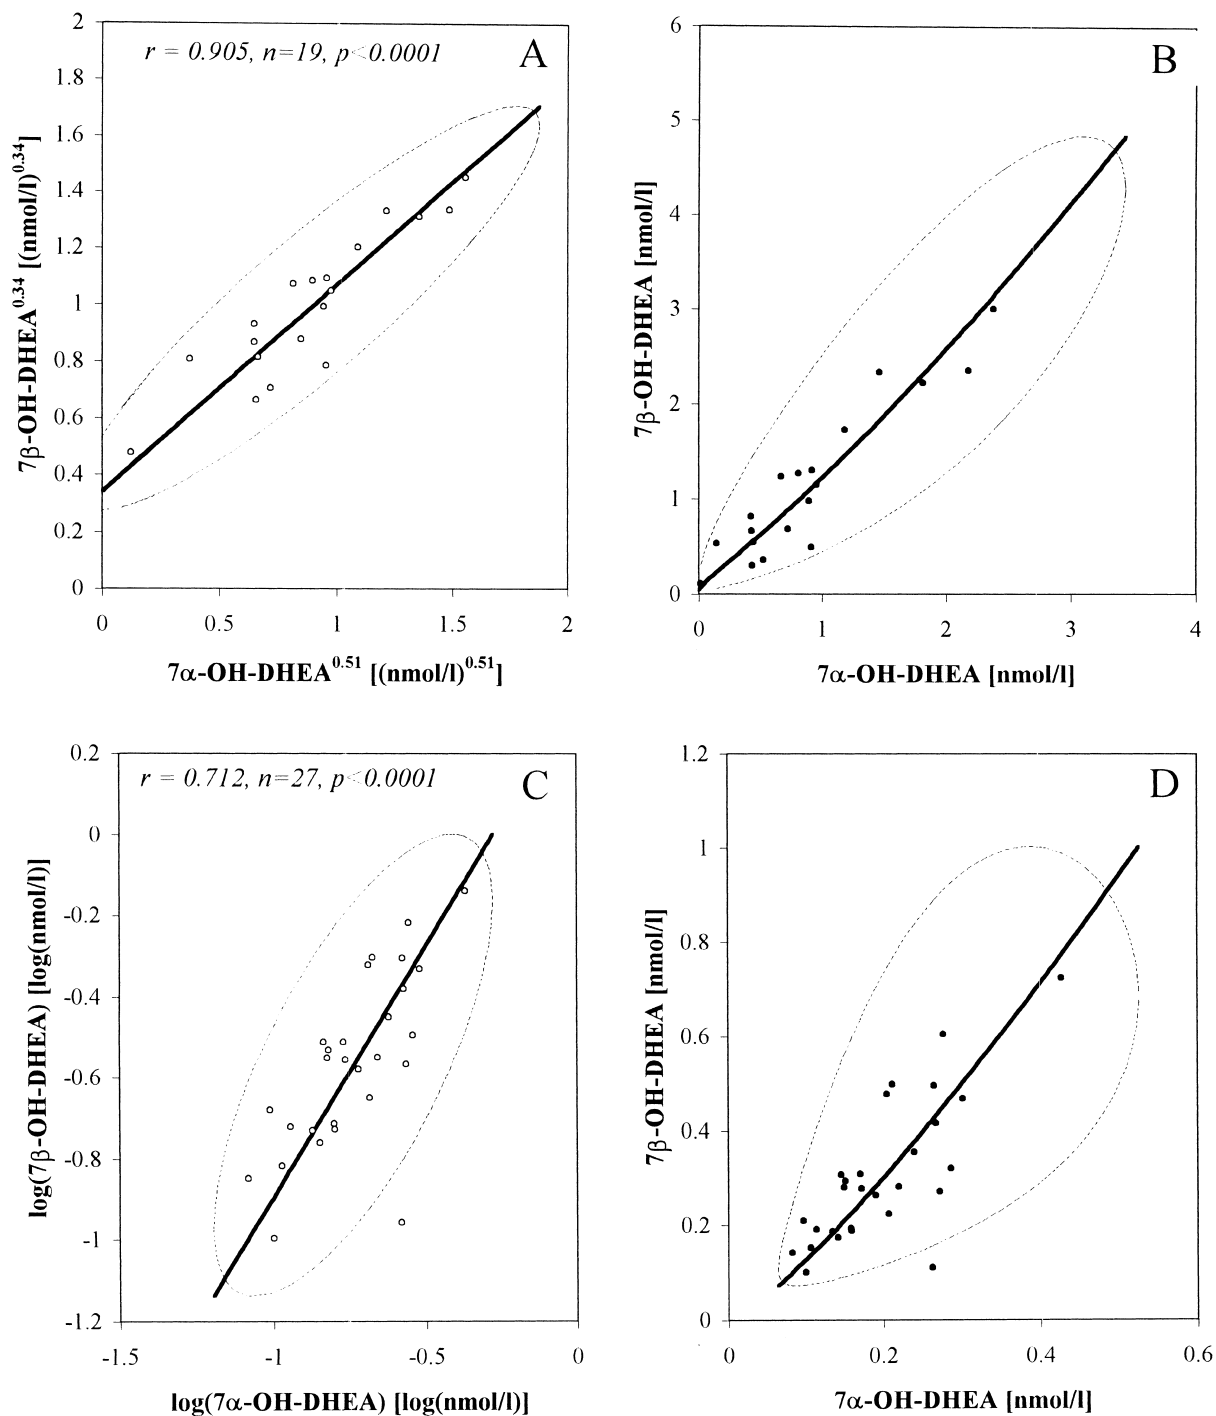 r = 0.905, n=19, p<0.0001
A
2
1.8
1.6
1.4
1.2
1
0.8
0.6
0.4
0.2
0
7β-OH-DHEA^0.34 [(nmol/l)^0.34]
0 0.5 1 1.5 2
7α-OH-DHEA^0.51 [(nmol/l)^0.51]
B
6
5
4
3
2
1
0
7β-OH-DHEA [nmol/l]
0 1 2 3 4
7α-OH-DHEA [nmol/l]
r = 0.712, n=27, p<0.0001
C
0.2
0
-0.2
-0.4
-0.6
-0.8
-1
-1.2
log(7β-OH-DHEA) [log(nmol/l)]
-1.5 -1 -0.5 0
log(7α-OH-DHEA) [log(nmol/l)]
D
1.2
1
0.8
0.6
0.4
0.2
0
7β-OH-DHEA [nmol/l]
0 0.2 0.4 0.6
7α-OH-DHEA [nmol/l]